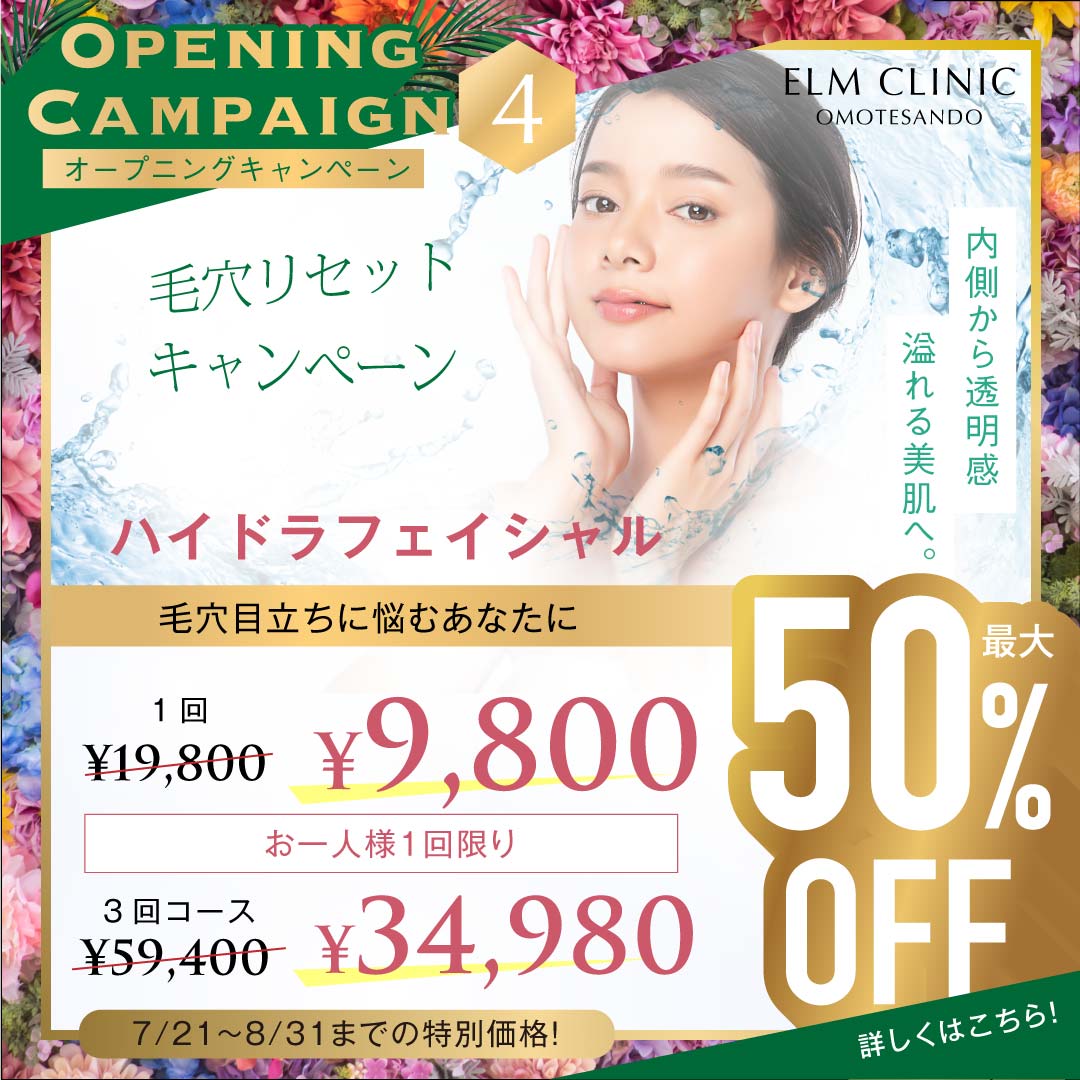 OPENING
CAMPAIGN
4
オープニングキャンペーン
ELM CLINIC
OMOTESANDO
毛穴リセット
キャンペーン
内側から透明感
溢れる美肌へ。
ハイドラフェイシャル
毛穴目立ちに悩むあなたに
1回
¥19,800
¥9,800
お一人様1回限り
3回コース
¥59,400
¥34,980
最大
50%
OFF
7/21〜8/31までの特別価格!
詳しくはこちら!